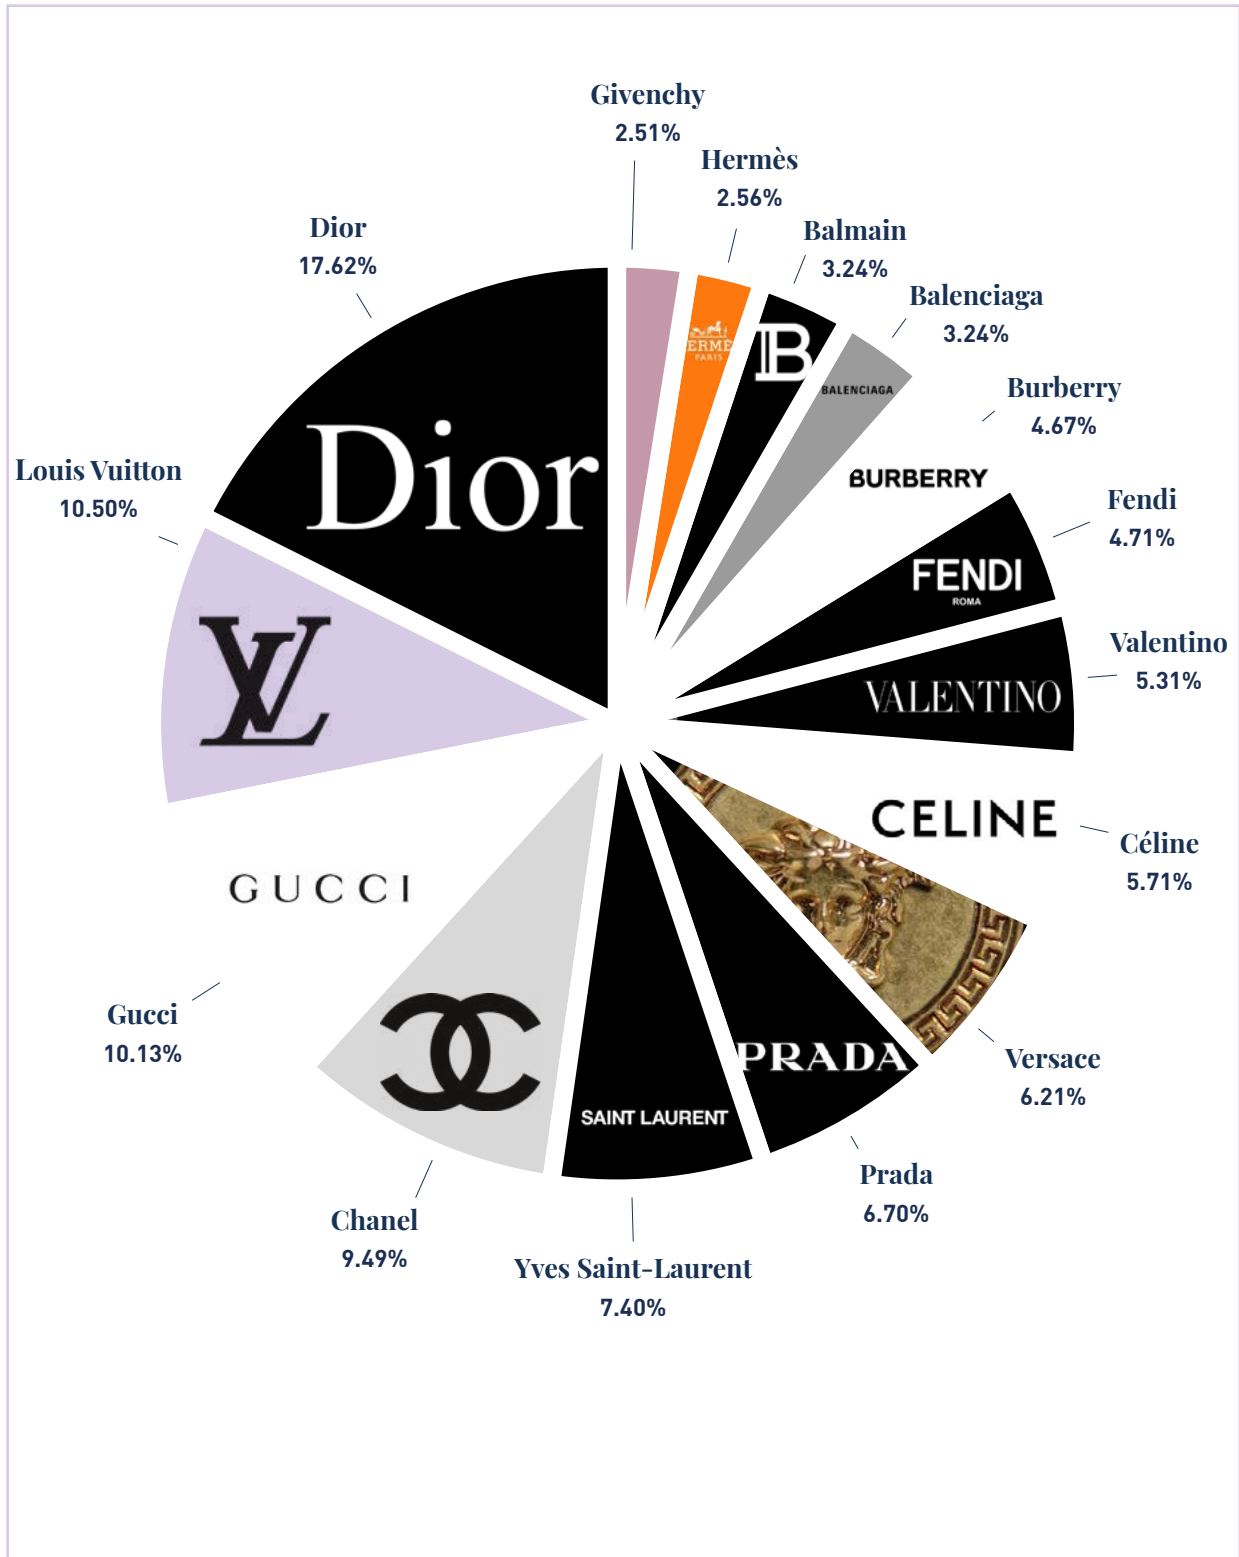 Givenchy
2.51%
Hermès
2.56%
Balmain
3.24%
Balenciaga
3.24%
Burberry
4.67%
Fendi
4.71%
Valentino
5.31%
Céline
5.71%
Versace
6.21%
Prada
6.70%
Yves Saint-Laurent
7.40%
Chanel
9.49%
Gucci
10.13%
Louis Vuitton
10.50%
Dior
17.62%
ERMÈ
PARIS
B
BALENCIAGA
BURBERRY
FENDI
ROMA
VALENTINO
CELINE
PRADA
SAINT LAURENT
GUCCI
LV
Dior